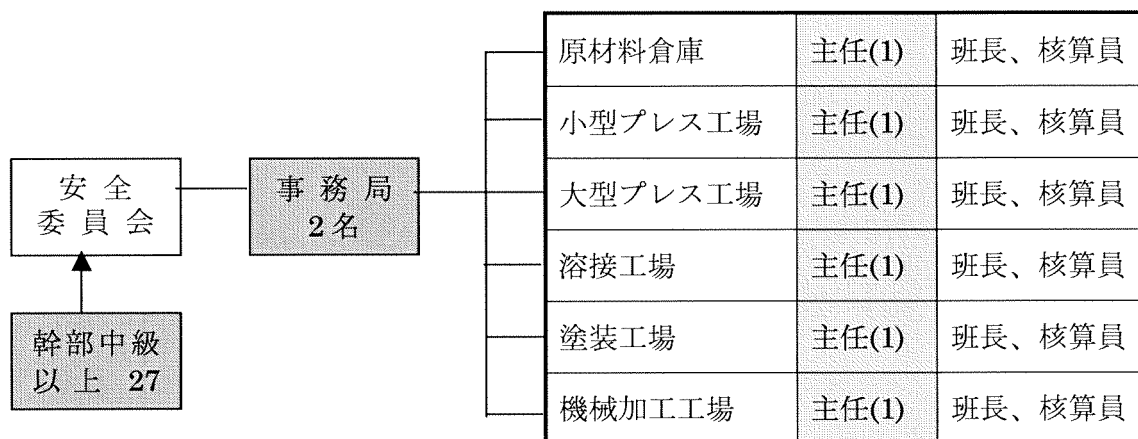 安全
委員会
幹部中級
以上 27
事務局
2名
原材料倉庫 主任(1) 班長、核算員
小型プレス工場 主任(1) 班長、核算員
大型プレス工場 主任(1) 班長、核算員
溶接工場 主任(1) 班長、核算員
塗装工場 主任(1) 班長、核算員
機械加工工場 主任(1) 班長、核算員